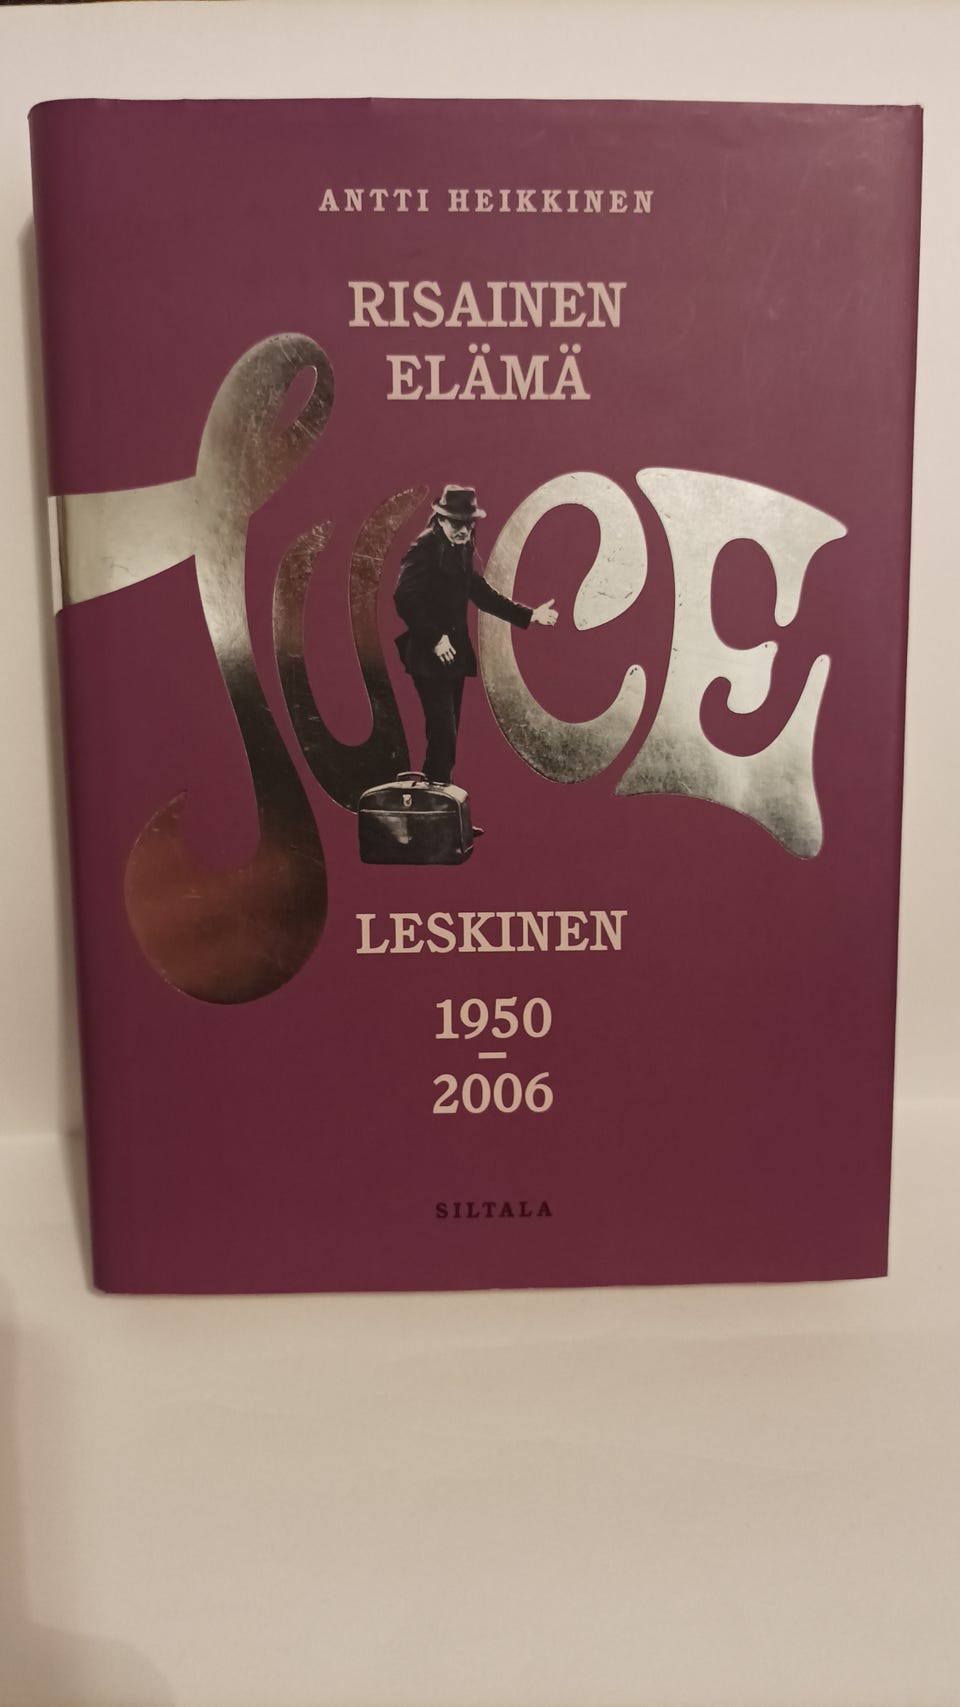 ANTTI HEIKKINEN
RISAINEN
ELÄMÄ
JUICE
LESKINEN
1950
–
2006
SILTALA